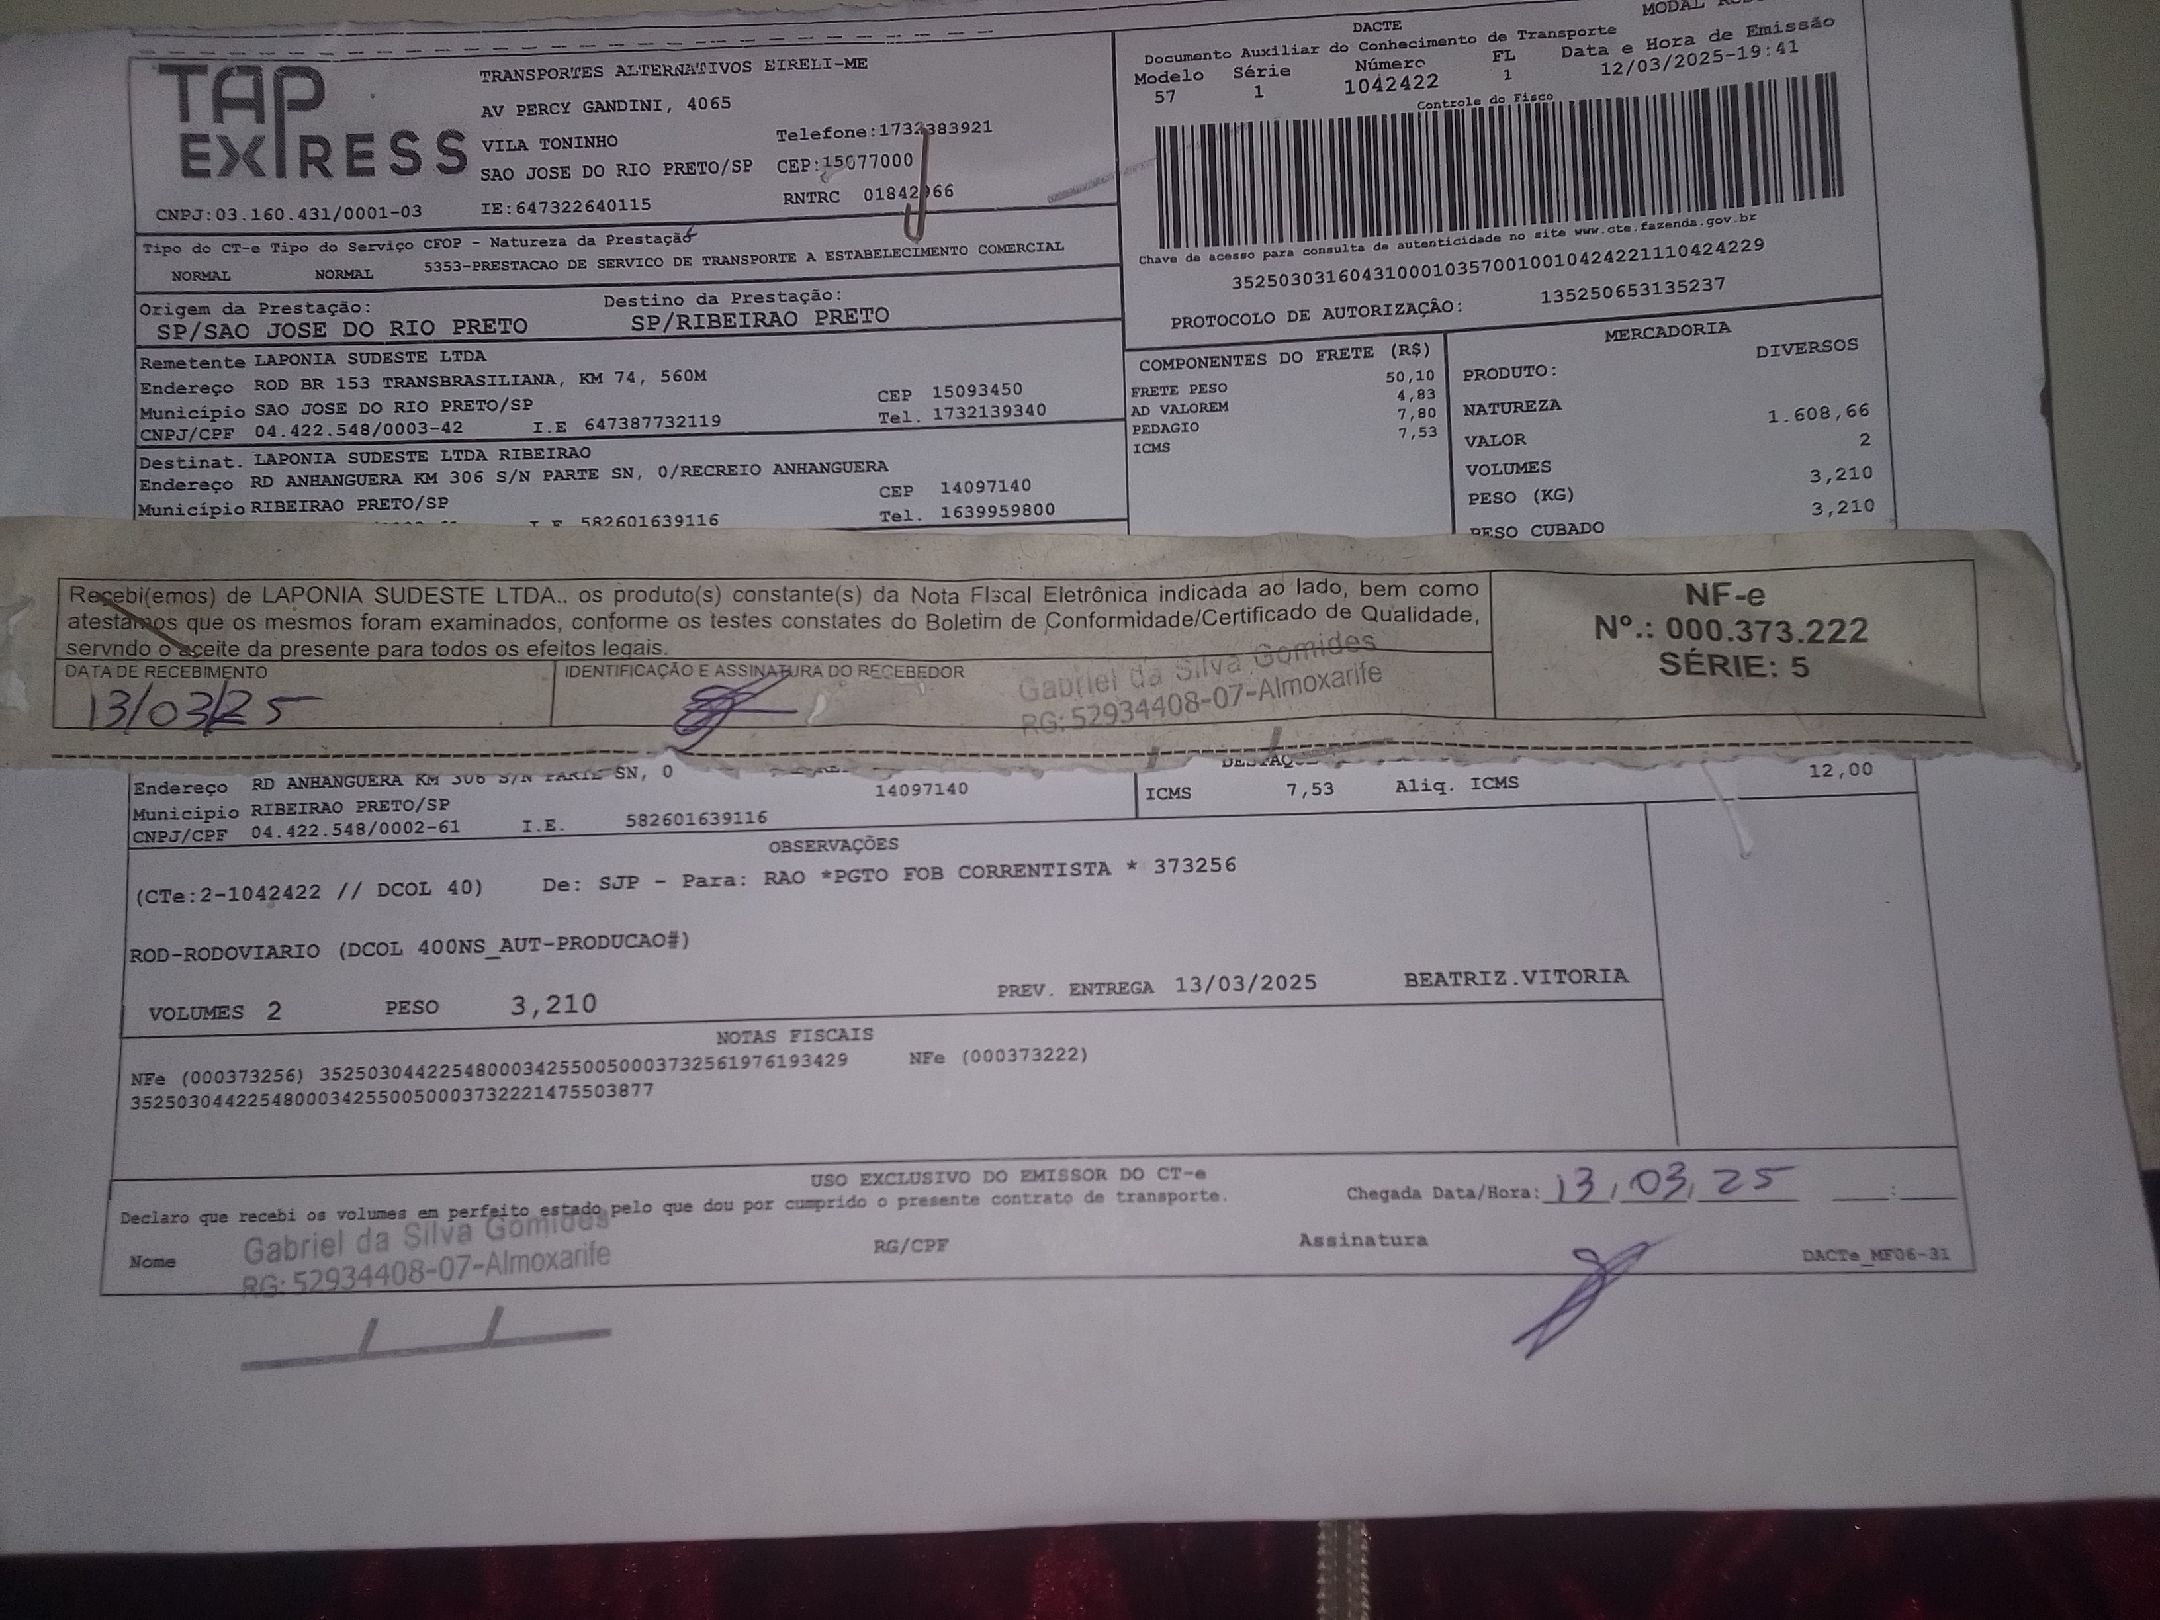 TAP EXPRESS
TRANSPORTES ALTERNATIVOS EIRELI-ME
AV PERCY GANDINI, 4065
VILA TONINHO Telefone:1732383921
SAO JOSE DO RIO PRETO/SP CEP:15077000
CNPJ:03.160.431/0001-03 IE:647322640115 RNTRC 01842966
DACTE MODAL
Documento Auxiliar do Conhecimento de Transporte
Modelo Série Número FL Data e Hora de Emissão
57 1 1042422 1 12/03/2025-19:41
Controle do Fisco
Chave de acesso para consulta de autenticidade no site www.cte.fazenda.gov.br
35250303160431000103570010010424221110424229
PROTOCOLO DE AUTORIZAÇÂO: 135250653135237
Tipo do CT-e Tipo do Serviço CFOP - Natureza da Prestação
NORMAL NORMAL 5353-PRESTACAO DE SERVICO DE TRANSPORTE A ESTABELECIMENTO COMERCIAL
Origem da Prestação: Destino da Prestação:
SP/SAO JOSE DO RIO PRETO SP/RIBEIRAO PRETO
Remetente LAPONIA SUDESTE LTDA
Endereço ROD BR 153 TRANSBRASILIANA, KM 74, 560M
Município SAO JOSE DO RIO PRETO/SP CEP 15093450
CNPJ/CPF 04.422.548/0003-42 I.E 647387732119 Tel. 1732139340
Destinat. LAPONIA SUDESTE LTDA RIBEIRAO
Endereço RD ANHANGUERA KM 306 S/N PARTE SN, 0/RECREIO ANHANGUERA
Município RIBEIRAO PRETO/SP CEP 14097140
I.E 582601639116 Tel. 1639959800
COMPONENTES DO FRETE (R$)
FRETE PESO 50,10
AD VALOREM 4,83
PEDAGIO 7,80
ICMS 7,53
MERCADORIA
PRODUTO: DIVERSOS
NATUREZA
VALOR 1.608,66
VOLUMES 2
PESO (KG) 3,210
PESO CUBADO 3,210
Recebi(emos) de LAPONIA SUDESTE LTDA.. os produto(s) constante(s) da Nota Fiscal Eletrônica indicada ao lado, bem como
atestamos que os mesmos foram examinados, conforme os testes constates do Boletim de Conformidade/Certificado de Qualidade,
servndo o aceite da presente para todos os efeitos legais.
DATA DE RECEBIMENTO IDENTIFICAÇÃO E ASSINATURA DO RECEBEDOR
13/03/25
Gabriel da Silva Gomides
RG: 52934408-07-Almoxarife
NF-e
Nº.: 000.373.222
SÉRIE: 5
Endereço RD ANHANGUERA KM 306 S/N PARTE SN, 0
Municipio RIBEIRAO PRETO/SP 14097140
CNPJ/CPF 04.422.548/0002-61 I.E. 582601639116
ICMS 7,53 Aliq. ICMS 12,00
OBSERVAÇÕES
(CTe:2-1042422 // DCOL 40) De: SJP - Para: RAO *PGTO FOB CORRENTISTA * 373256
ROD-RODOVIARIO (DCOL 400NS_AUT-PRODUCAO#)
VOLUMES 2 PESO 3,210 PREV. ENTREGA 13/03/2025 BEATRIZ.VITORIA
NOTAS FISCAIS
NFe (000373256) 35250304422548000342550050003732561976193429 NFe (000373222)
35250304422548000342550050003732221475503877
USO EXCLUSIVO DO EMISSOR DO CT-e
Declaro que recebi os volumes em perfeito estado pelo que dou por cumprido o presente contrato de transporte. Chegada Data/Hora: 13,03,25 __:__
Nome Gabriel da Silva Gomides RG/CPF Assinatura
RG: 52934408-07-Almoxarife DACTe_MF06-31